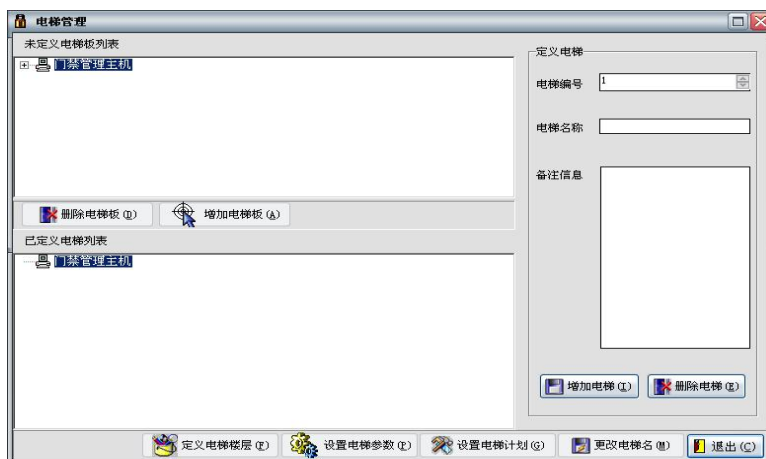 电梯管理
未定义电梯板列表
门禁管理主机
删除电梯板(D)
增加电梯板(A)
已定义电梯列表
门禁管理主机
定义电梯
电梯编号 1
电梯名称
备注信息
增加电梯(I)
删除电梯(E)
定义电梯楼层(F)
设置电梯参数(P)
设置电梯计划(G)
更改电梯名(M)
退出(C)